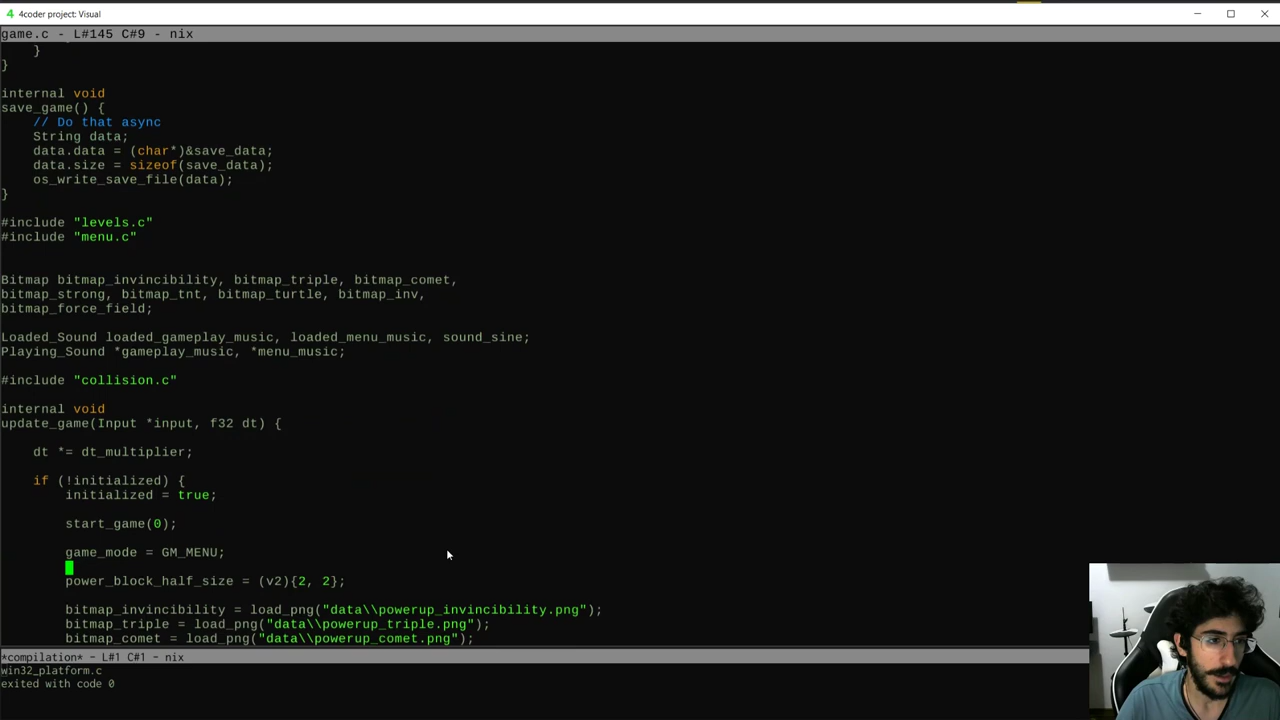 4 4coder project: Visual
game.c - L#145 C#9 - nix
}
}
internal void
save_game() {
// Do that async
String data;
data.data = (char*)&save_data;
data.size = sizeof(save_data);
os_write_save_file(data);
}
#include "levels.c"
#include "menu.c"
Bitmap bitmap_invincibility, bitmap_triple, bitmap_comet,
bitmap_strong, bitmap_tnt, bitmap_turtle, bitmap_inv,
bitmap_force_field;
Loaded_Sound loaded_gameplay_music, loaded_menu_music, sound_sine;
Playing_Sound *gameplay_music, *menu_music;
#include "collision.c"
internal void
update_game(Input *input, f32 dt) {
dt *= dt_multiplier;
if (!initialized) {
initialized = true;
start_game(0);
game_mode = GM_MENU;
power_block_half_size = (v2){2, 2};
bitmap_invincibility = load_png("data\\powerup_invincibility.png");
bitmap_triple = load_png("data\\powerup_triple.png");
bitmap_comet = load_png("data\\powerup_comet.png");
*compilation* - L#1 C#1 - nix
win32_platform.c
exited with code 0